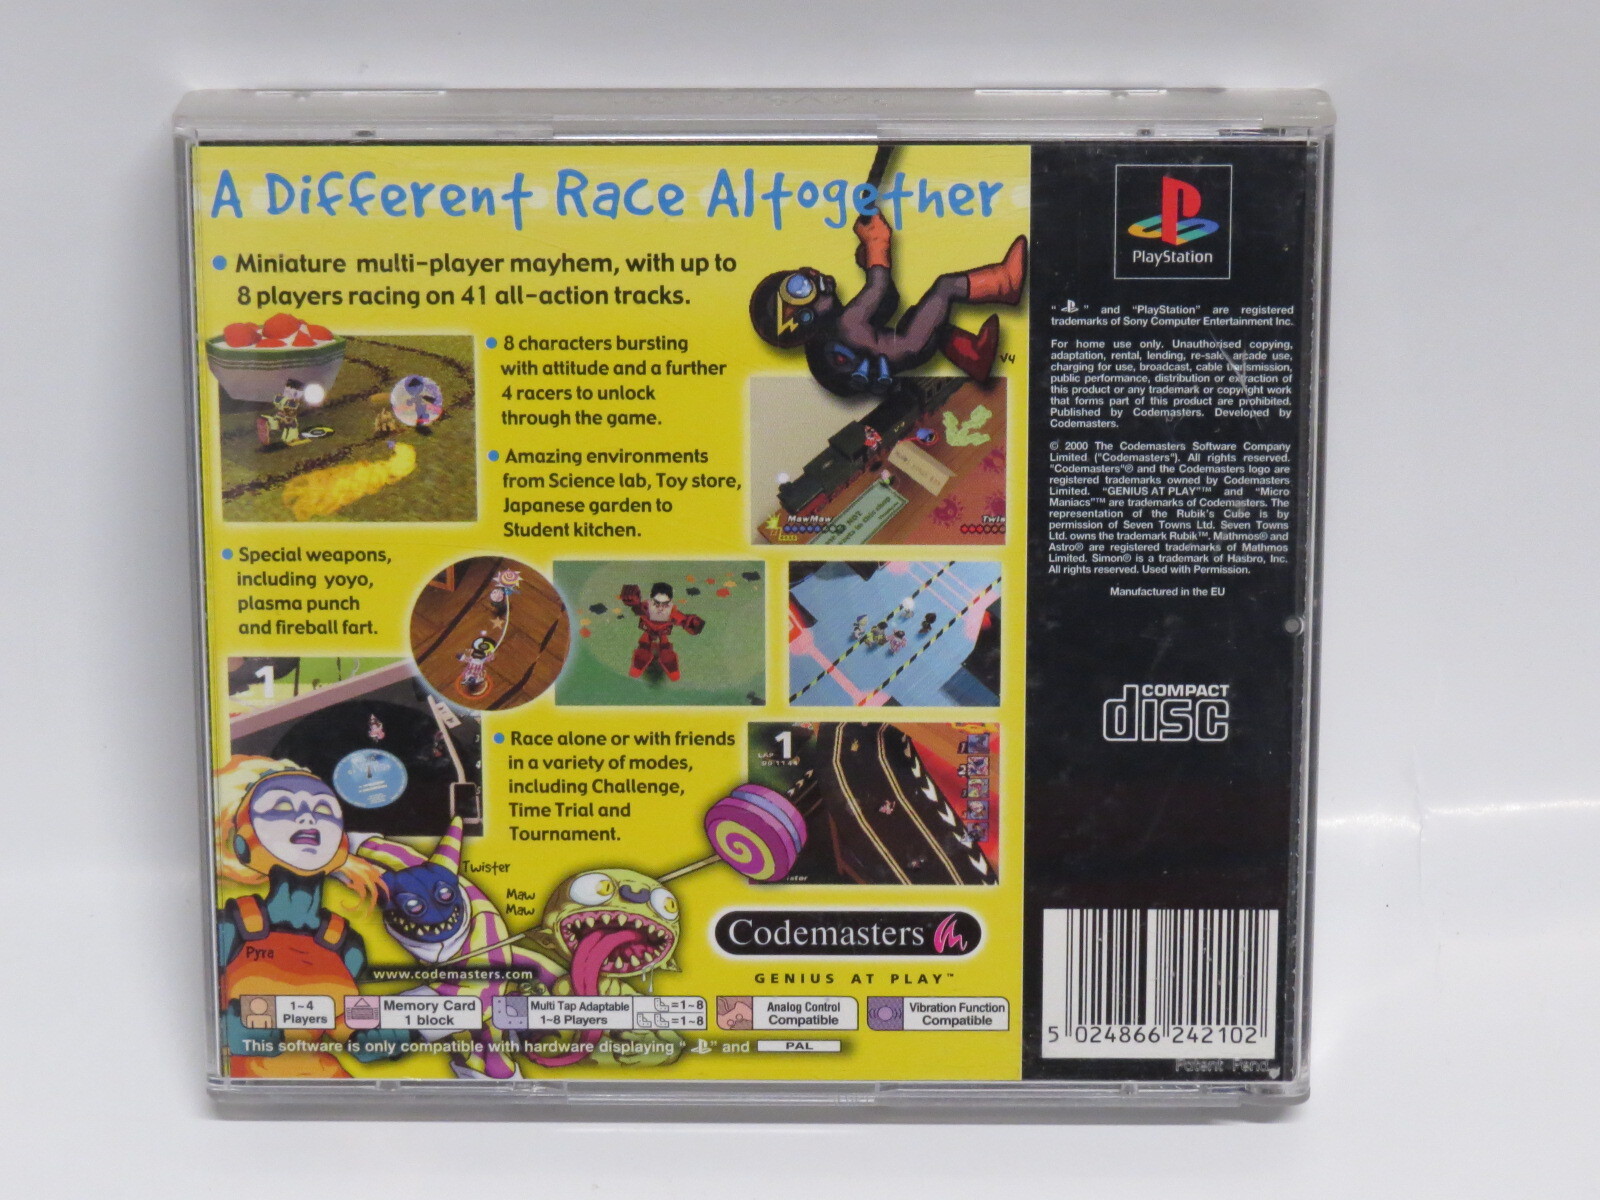 A Different Race Altogether
• Miniature multi-player mayhem, with up to
8 players racing on 41 all-action tracks.
• 8 characters bursting
with attitude and a further
4 racers to unlock
through the game.
• Amazing environments
from Science lab, Toy store,
Japanese garden to
Student kitchen.
• Special weapons,
including yoyo,
plasma punch
and fireball fart.
• Race alone or with friends
in a variety of modes,
including Challenge,
Time Trial and
Tournament.
V4
MawMaw
Twis
1
1
LAP
Twister
Maw
Maw
Pyra
www.codemasters.com
Codemasters
GENIUS AT PLAY™
1~4
Players
Memory Card
1 block
Multi Tap Adaptable
1~8 Players
=1~8
=1~8
Analog Control
Compatible
Vibration Function
Compatible
This software is only compatible with hardware displaying " " and PAL
PlayStation
" " and "PlayStation" are registered
trademarks of Sony Computer Entertainment Inc.
For home use only. Unauthorised copying,
adaptation, rental, lending, re-sale, arcade use,
charging for use, broadcast, cable transmission,
public performance, distribution or extraction of
this product or any trademark or copyright work
that forms part of this product are prohibited.
Published by Codemasters. Developed by
Codemasters.
© 2000 The Codemasters Software Company
Limited ("Codemasters"). All rights reserved.
"Codemasters"® and the Codemasters logo are
registered trademarks owned by Codemasters
Limited. "GENIUS AT PLAY"™ and "Micro
Maniacs"™ are trademarks of Codemasters. The
representation of the Rubik's Cube is by
permission of Seven Towns Ltd. Seven Towns
Ltd. owns the trademark Rubik™. Mathmos® and
Astro® are registered trademarks of Mathmos
Limited. Simon® is a trademark of Hasbro, Inc.
All rights reserved. Used with Permission.
Manufactured in the EU
COMPACT
disc
5 024866 242102
Patent Pend.